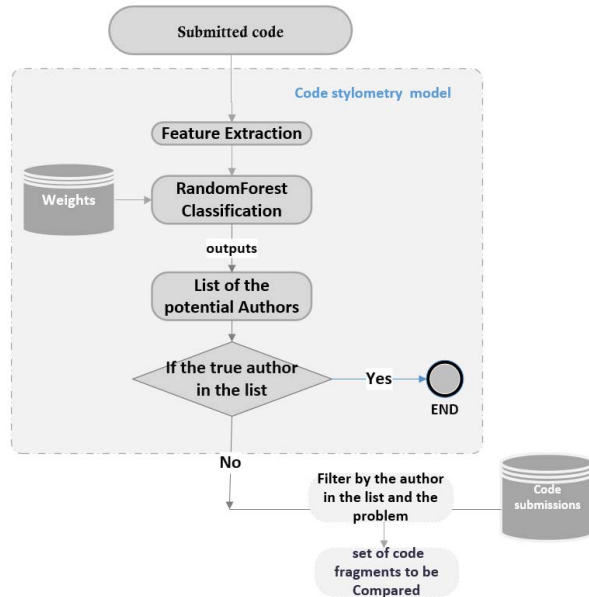 Submitted code
Code stylometry model
Feature Extraction
Weights
RandomForest
Classification
outputs
List of the
potential Authors
If the true author
in the list
Yes
END
No
Filter by the author
in the list and the
problem
Code
submissions
set of code
fragments to be
Compared